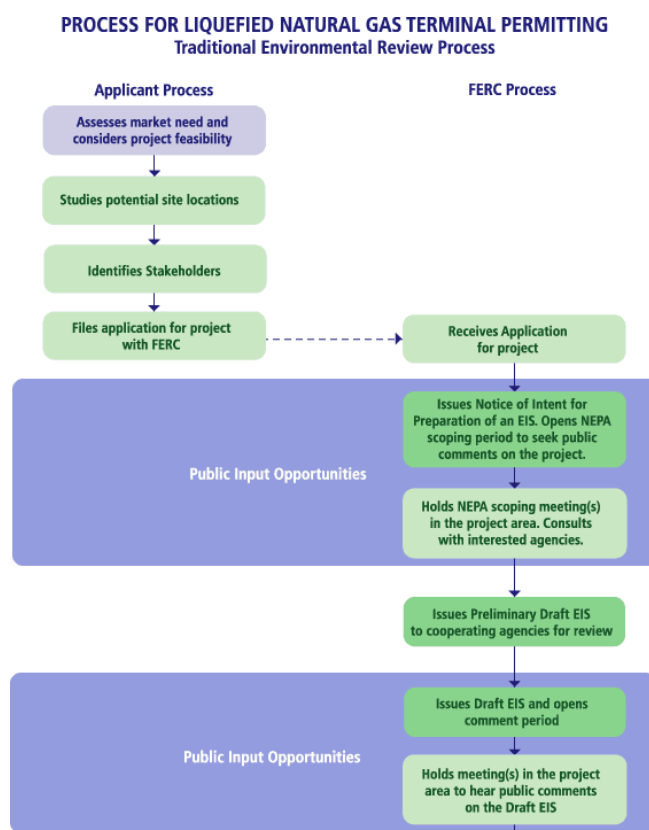 PROCESS FOR LIQUEFIED NATURAL GAS TERMINAL PERMITTING
Traditional Environmental Review Process
Applicant Process
FERC Process
Assesses market need and
considers project feasibility
Studies potential site locations
Identifies Stakeholders
Files application for project
with FERC
Receives Application
for project
Public Input Opportunities
Issues Notice of Intent for
Preparation of an EIS. Opens NEPA
scoping period to seek public
comments on the project.
Holds NEPA scoping meeting(s)
in the project area. Consults
with interested agencies.
Issues Preliminary Draft EIS
to cooperating agencies for review
Public Input Opportunities
Issues Draft EIS and opens
comment period
Holds meeting(s) in the project
area to hear public comments
on the Draft EIS